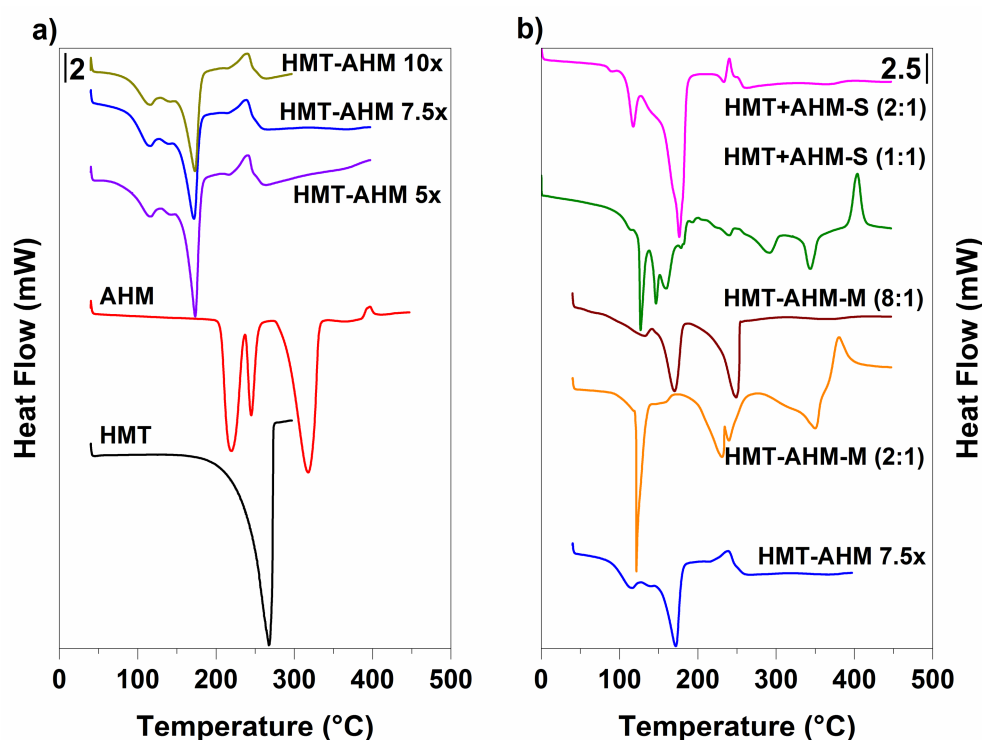 a)
2
HMT-AHM 10x
HMT-AHM 7.5x
HMT-AHM 5x
AHM
HMT
Heat Flow (mW)
0 100 200 300 400 500
Temperature (°C)
b)
2.5
HMT+AHM-S (2:1)
HMT+AHM-S (1:1)
HMT-AHM-M (8:1)
HMT-AHM-M (2:1)
HMT-AHM 7.5x
Heat Flow (mW)
0 100 200 300 400 500
Temperature (°C)